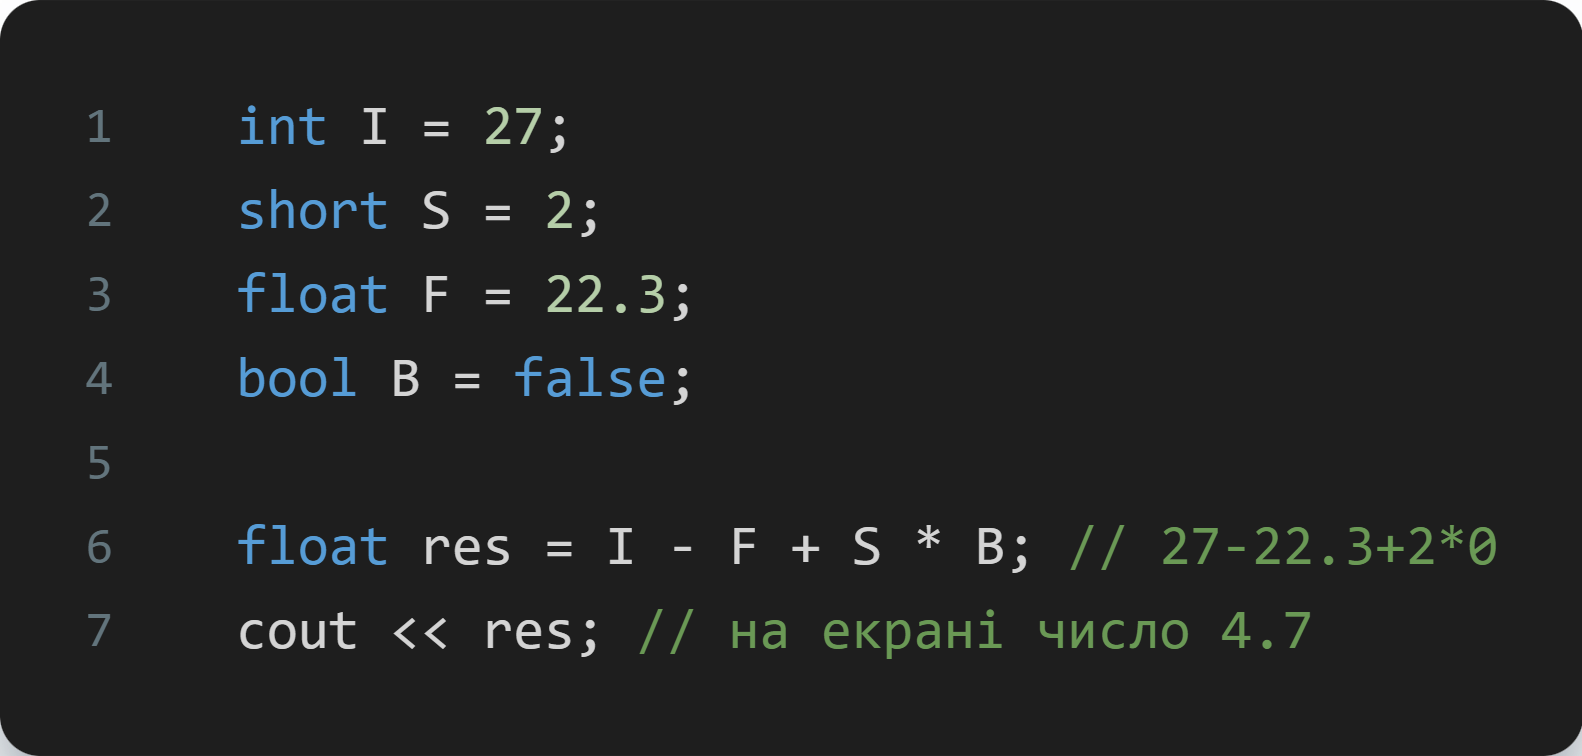 1 int I = 27;
2 short S = 2;
3 float F = 22.3;
4 bool B = false;
5
6 float res = I - F + S * B; // 27-22.3+2*0
7 cout << res; // на екрані число 4.7